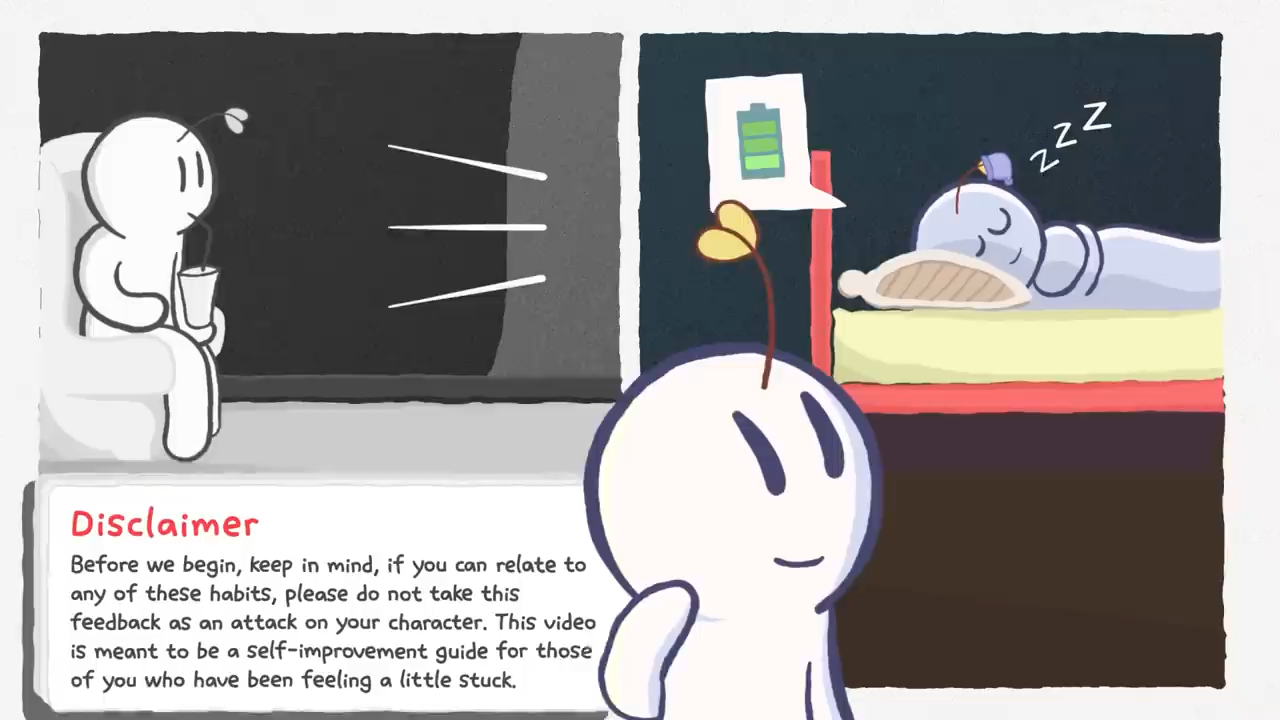 z z Z
Disclaimer
Before we begin, keep in mind, if you can relate to
any of these habits, please do not take this
feedback as an attack on your character. This video
is meant to be a self-improvement guide for those
of you who have been feeling a little stuck.